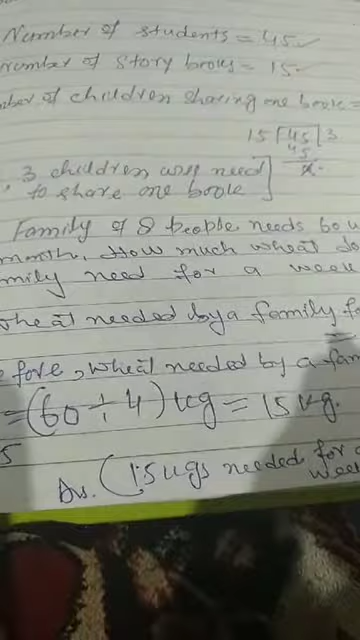 Number of students = 45
number of story books = 15
number of children sharing one book =
15 ⟌ 45 | 3
45
x
3 children will need
to share one book
Family of 8 people needs 60
month. How much wheat do
family need for a week
wheat needed by a family fo
fore, wheat needed by a fam
= (60 ÷ 4) kg = 15 kg.
5
Ans. (15 kgs needed for a
week